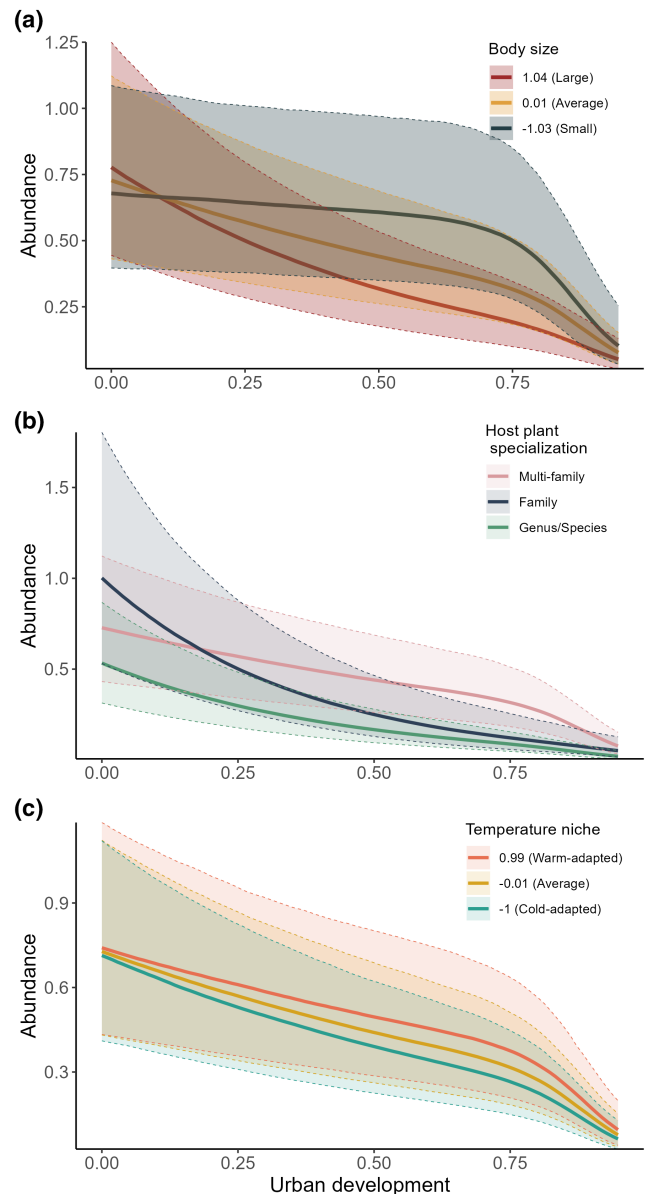 (a)
1.25
1.00
0.75
0.50
0.25
Abundance
Body size
1.04 (Large)
0.01 (Average)
-1.03 (Small)
0.00
0.25
0.50
0.75
(b)
1.5
1.0
0.5
Abundance
Host plant
specialization
Multi-family
Family
Genus/Species
0.00
0.25
0.50
0.75
(c)
0.9
0.6
0.3
Abundance
Temperature niche
0.99 (Warm-adapted)
-0.01 (Average)
-1 (Cold-adapted)
0.00
0.25
0.50
0.75
Urban development